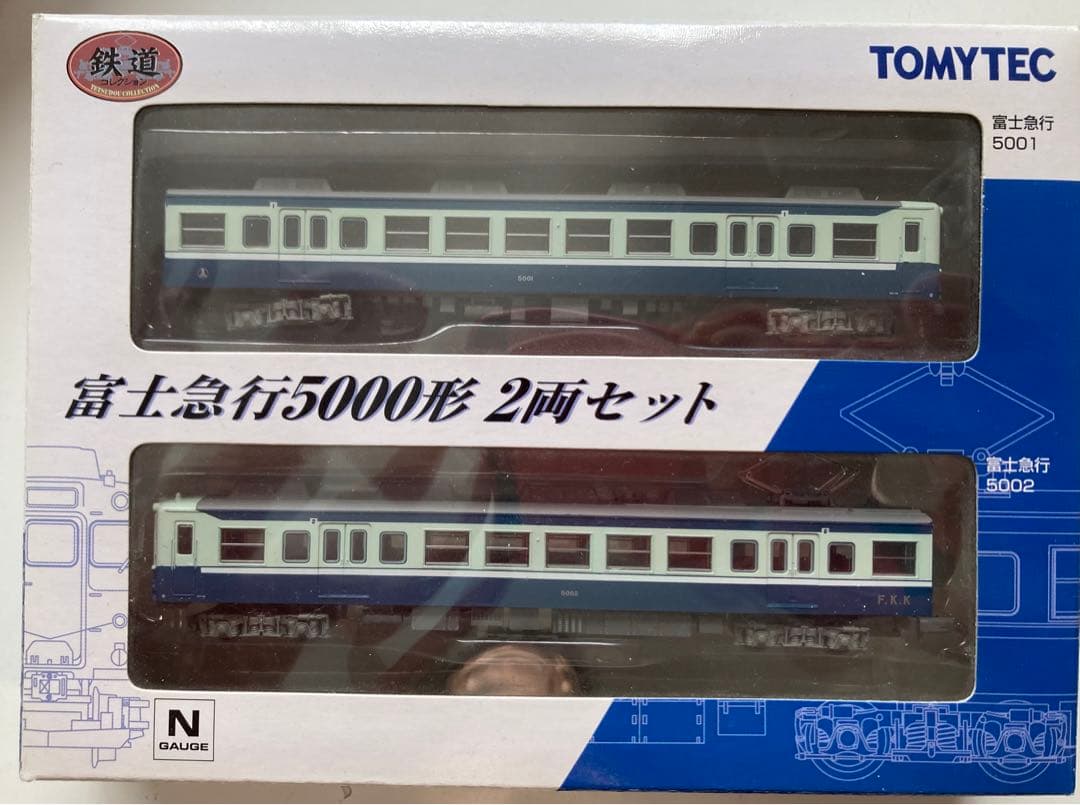 鉄道
コレクション
TETSUDOU COLLECTION
TOMYTEC
富士急行
5001
5001
富士急行5000形 2両セット
富士急行
5002
5002
F.K.K
N
GAUGE